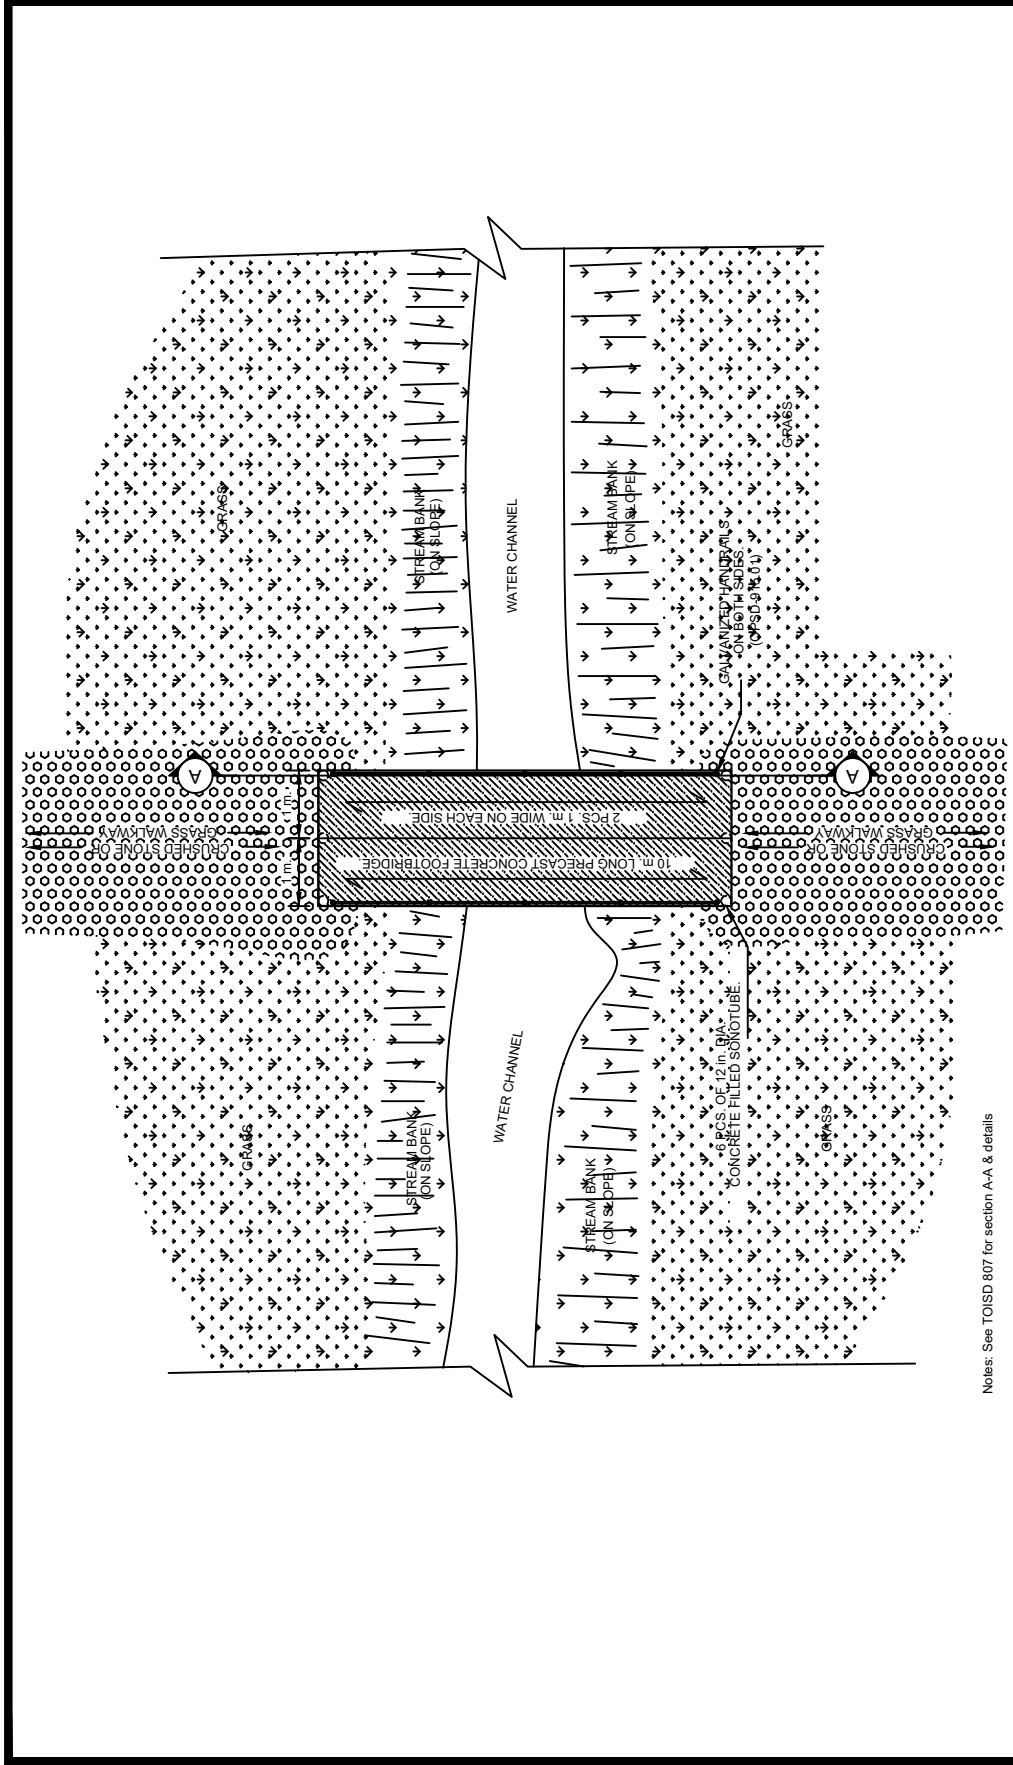 GRASS
STREAM BANK
(ON SLOPE)
WATER CHANNEL
STREAM BANK
(ON SLOPE)
GRASS
GALVANIZED HANDRAILS
ON BOTH SIDES.
A
1 m.
1 m.
CRUSHED STONE OR
GRASS WALKWAY
2 PCS. 1 m. WIDE ON EACH SIDE
10 m. LONG PRECAST CONCRETE FOOTBRIDGE
A
CRUSHED STONE OR
GRASS WALKWAY
GRASS
STREAM BANK
(ON SLOPE)
WATER CHANNEL
STREAM BANK
(ON SLOPE)
6 PCS. OF 12 in. DIA.
CONCRETE FILLED SONOTUBE.
GRASS
Notes: See TOISD 807 for section A-A & details